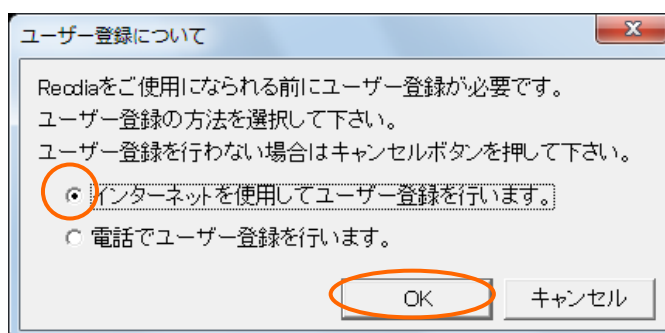 ユーザー登録について
Recdiaをご使用になられる前にユーザー登録が必要です。
ユーザー登録の方法を選択して下さい。
ユーザー登録を行わない場合はキャンセルボタンを押して下さい。
インターネットを使用してユーザー登録を行います。
電話でユーザー登録を行います。
OK キャンセル